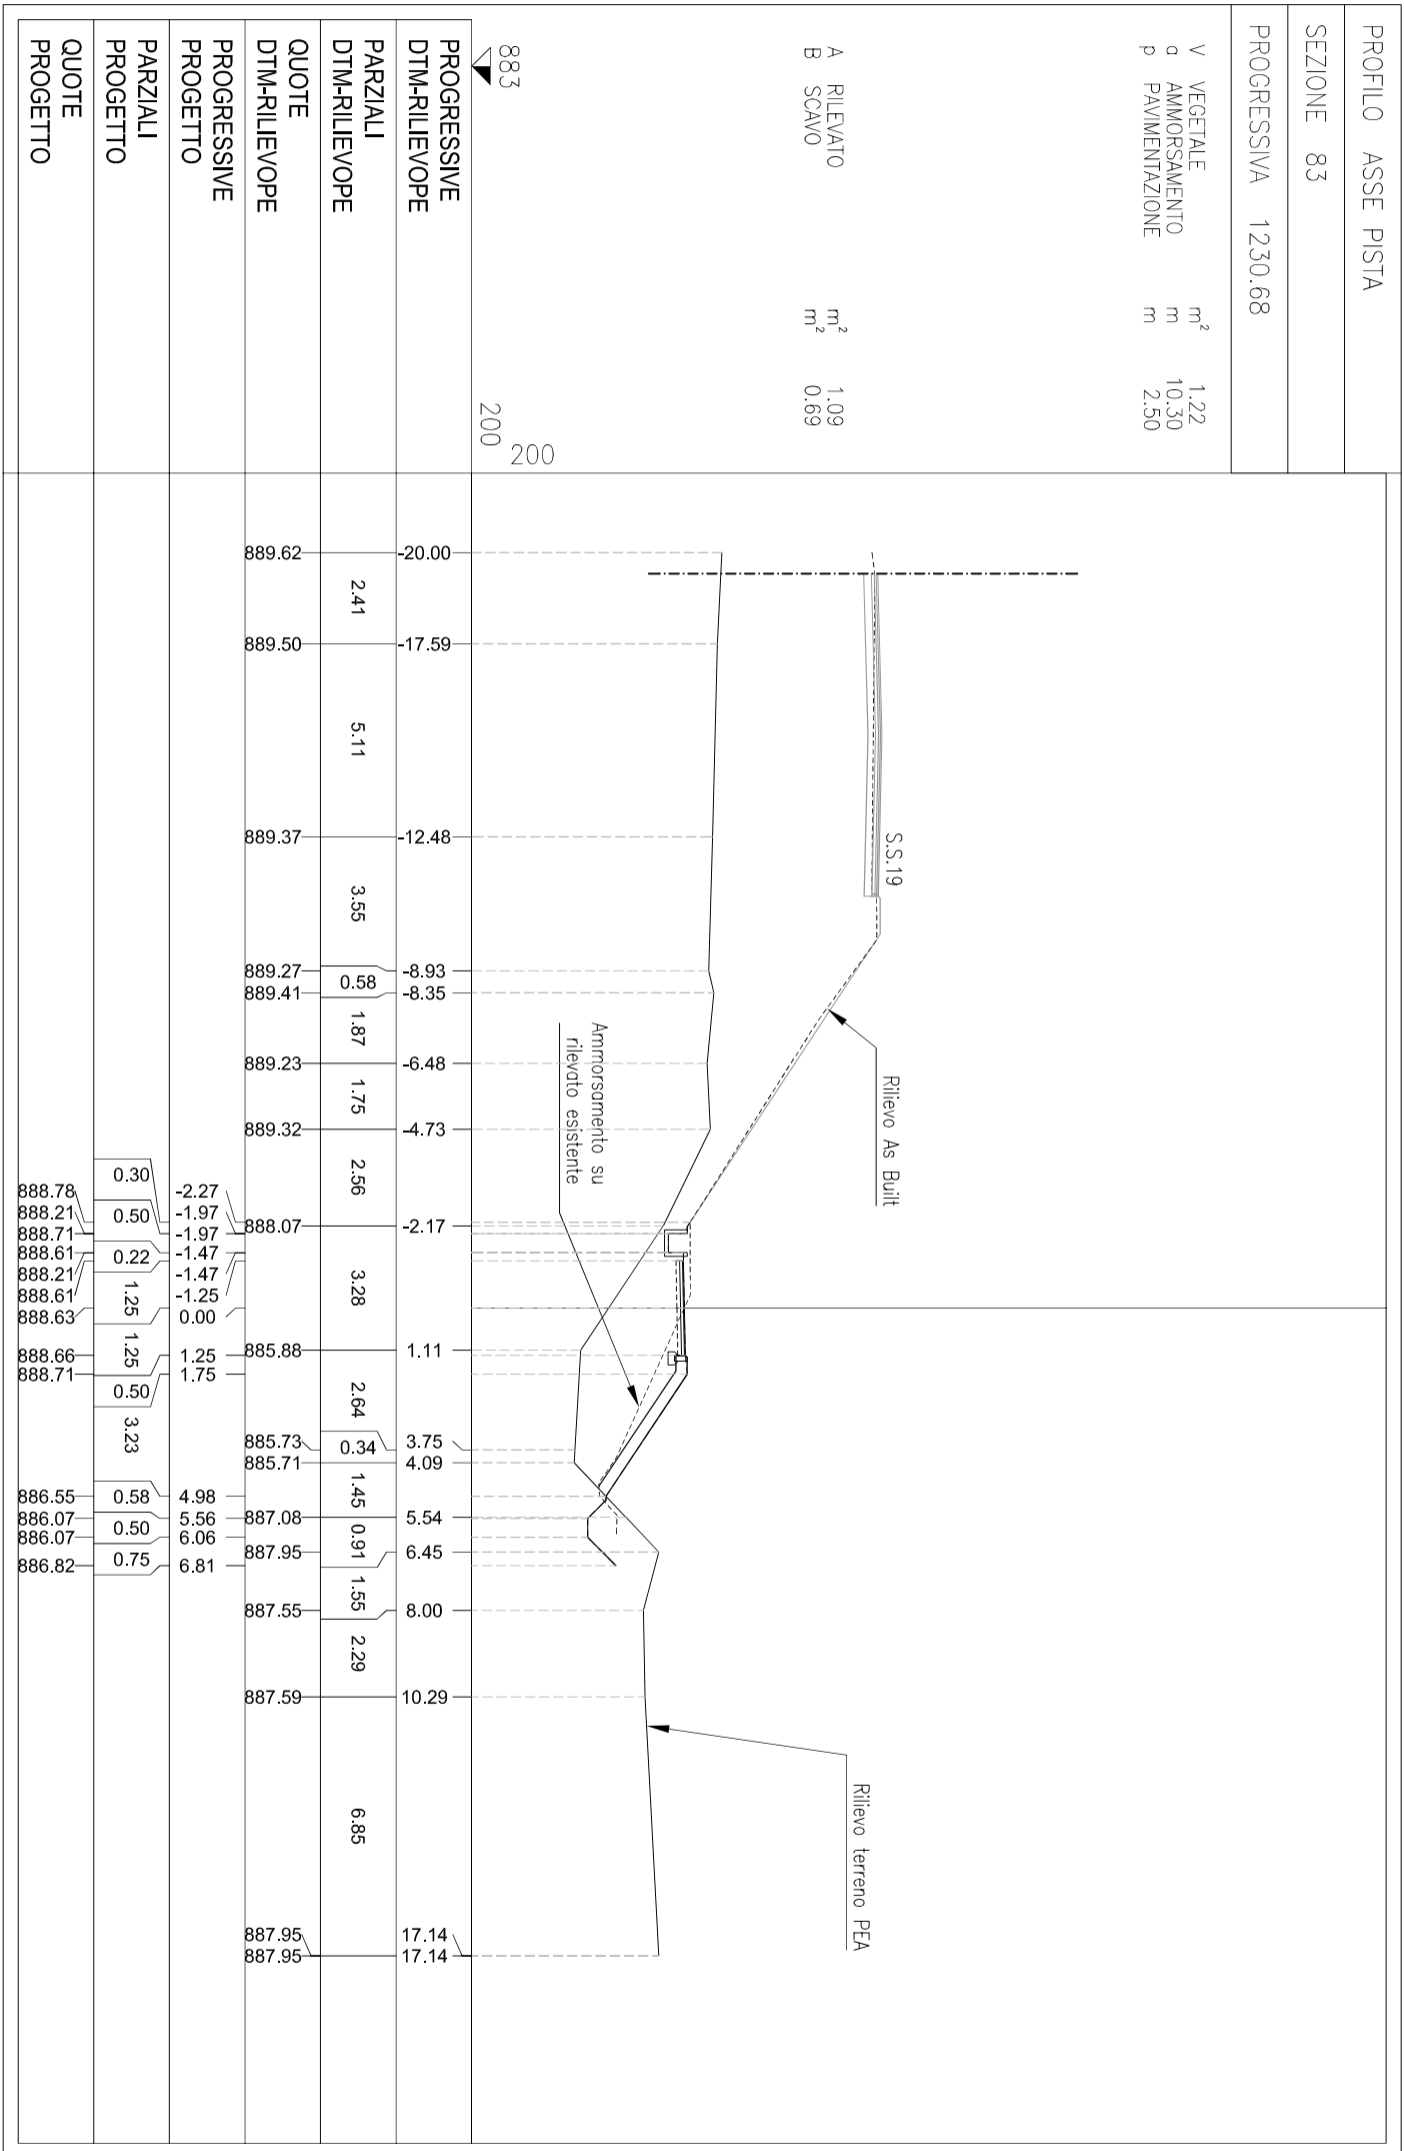 PROFILO ASSE PISTA
SEZIONE 83
PROGRESSIVA 1230.68
V VEGETALE m² 1.22
a AMMORSAMENTO m 10.30
p PAVIMENTAZIONE m 2.50
A RILEVATO m² 1.09
B SCAVO m² 0.69
200
200
883
S.S.19
Rilievo As Built
Ammorsamento su
rilevato esistente
Rilievo terreno PEA
PROGRESSIVE
DTM-RILIEVOPE
-20.00 -17.59 -12.48 -8.93 -8.35 -6.48 -4.73 -2.17 1.11 3.75 4.09 5.54 6.45 8.00 10.29 17.14 17.14
PARZIALI
DTM-RILIEVOPE
2.41 5.11 3.55 0.58 1.87 1.75 2.56 3.28 2.64 0.34 1.45 0.91 1.55 2.29 6.85
QUOTE
DTM-RILIEVOPE
889.62 889.50 889.37 889.27 889.41 889.23 889.32 888.07 885.88 885.73 885.71 887.08 887.95 887.55 887.59 887.95 887.95
PROGRESSIVE
PROGETTO
-2.27 -1.97 -1.97 -1.47 -1.47 -1.25 0.00 1.25 1.75 4.98 5.56 6.06 6.81
PARZIALI
PROGETTO
0.30 0.50 0.22 1.25 1.25 0.50 3.23 0.58 0.50 0.75
QUOTE
PROGETTO
888.78 888.21 888.71 888.61 888.21 888.61 888.63 888.66 888.71 886.55 886.07 886.07 886.82